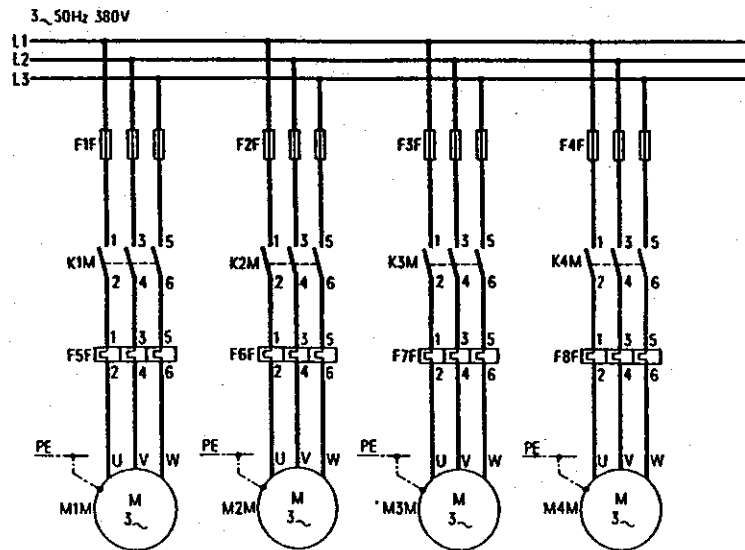 3~50Hz 380V
L1
L2
L3
F1F F2F F3F F4F
1 3 5 1 3 5 1 3 5 1 3 5
K1M K2M K3M K4M
2 4 6 2 4 6 2 4 6 2 4 6
1 3 5 1 3 5 1 3 5 1 3 5
F5F F6F F7F F8F
2 4 6 2 4 6 2 4 6 2 4 6
PE U V W PE U V W PE U V W PE U V W
M M M M
M1M 3~ M2M 3~ M3M 3~ M4M 3~